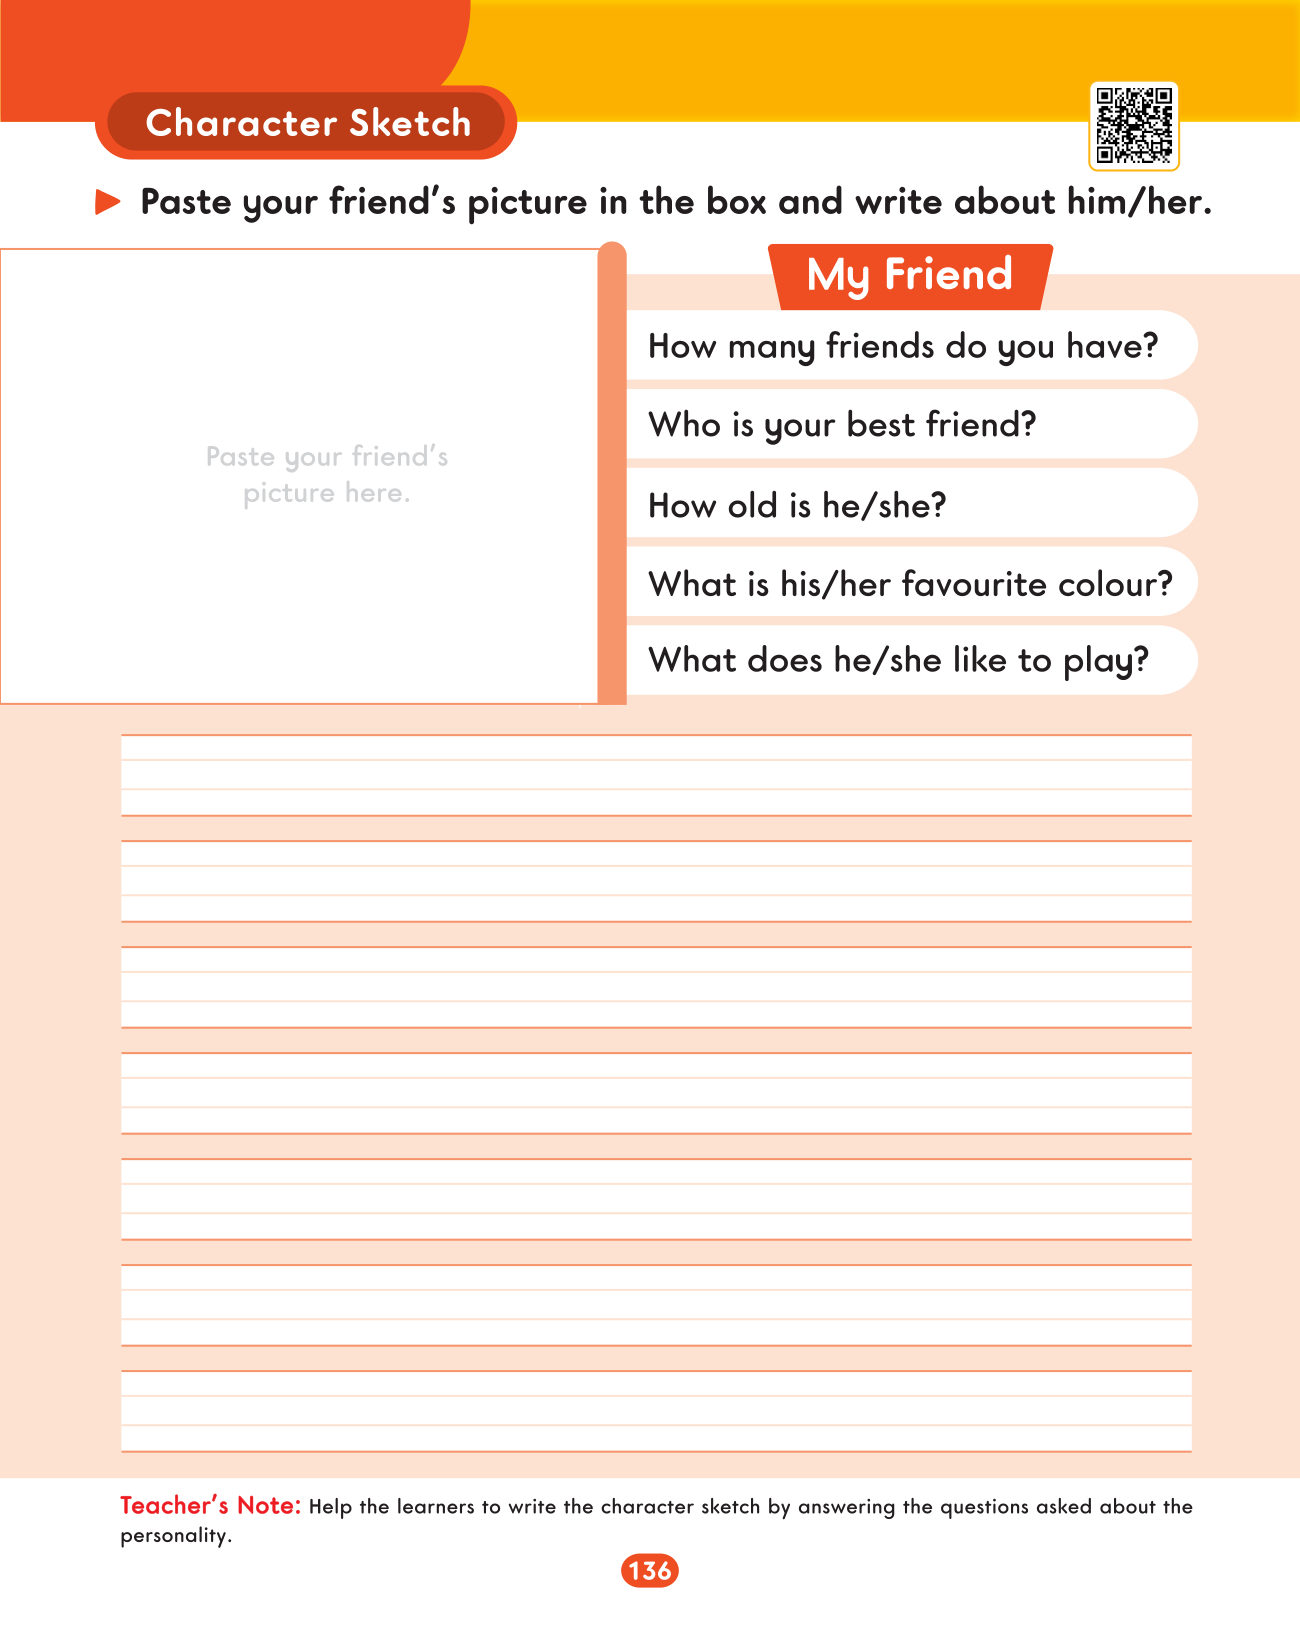 Character Sketch
Paste your friend's picture in the box and write about him/her.
My Friend
How many friends do you have?
Who is your best friend?
How old is he/she?
What is his/her favourite colour?
What does he/she like to play?
Paste your friend's
picture here.
Teacher's Note: Help the learners to write the character sketch by answering the questions asked about the
personality.
136